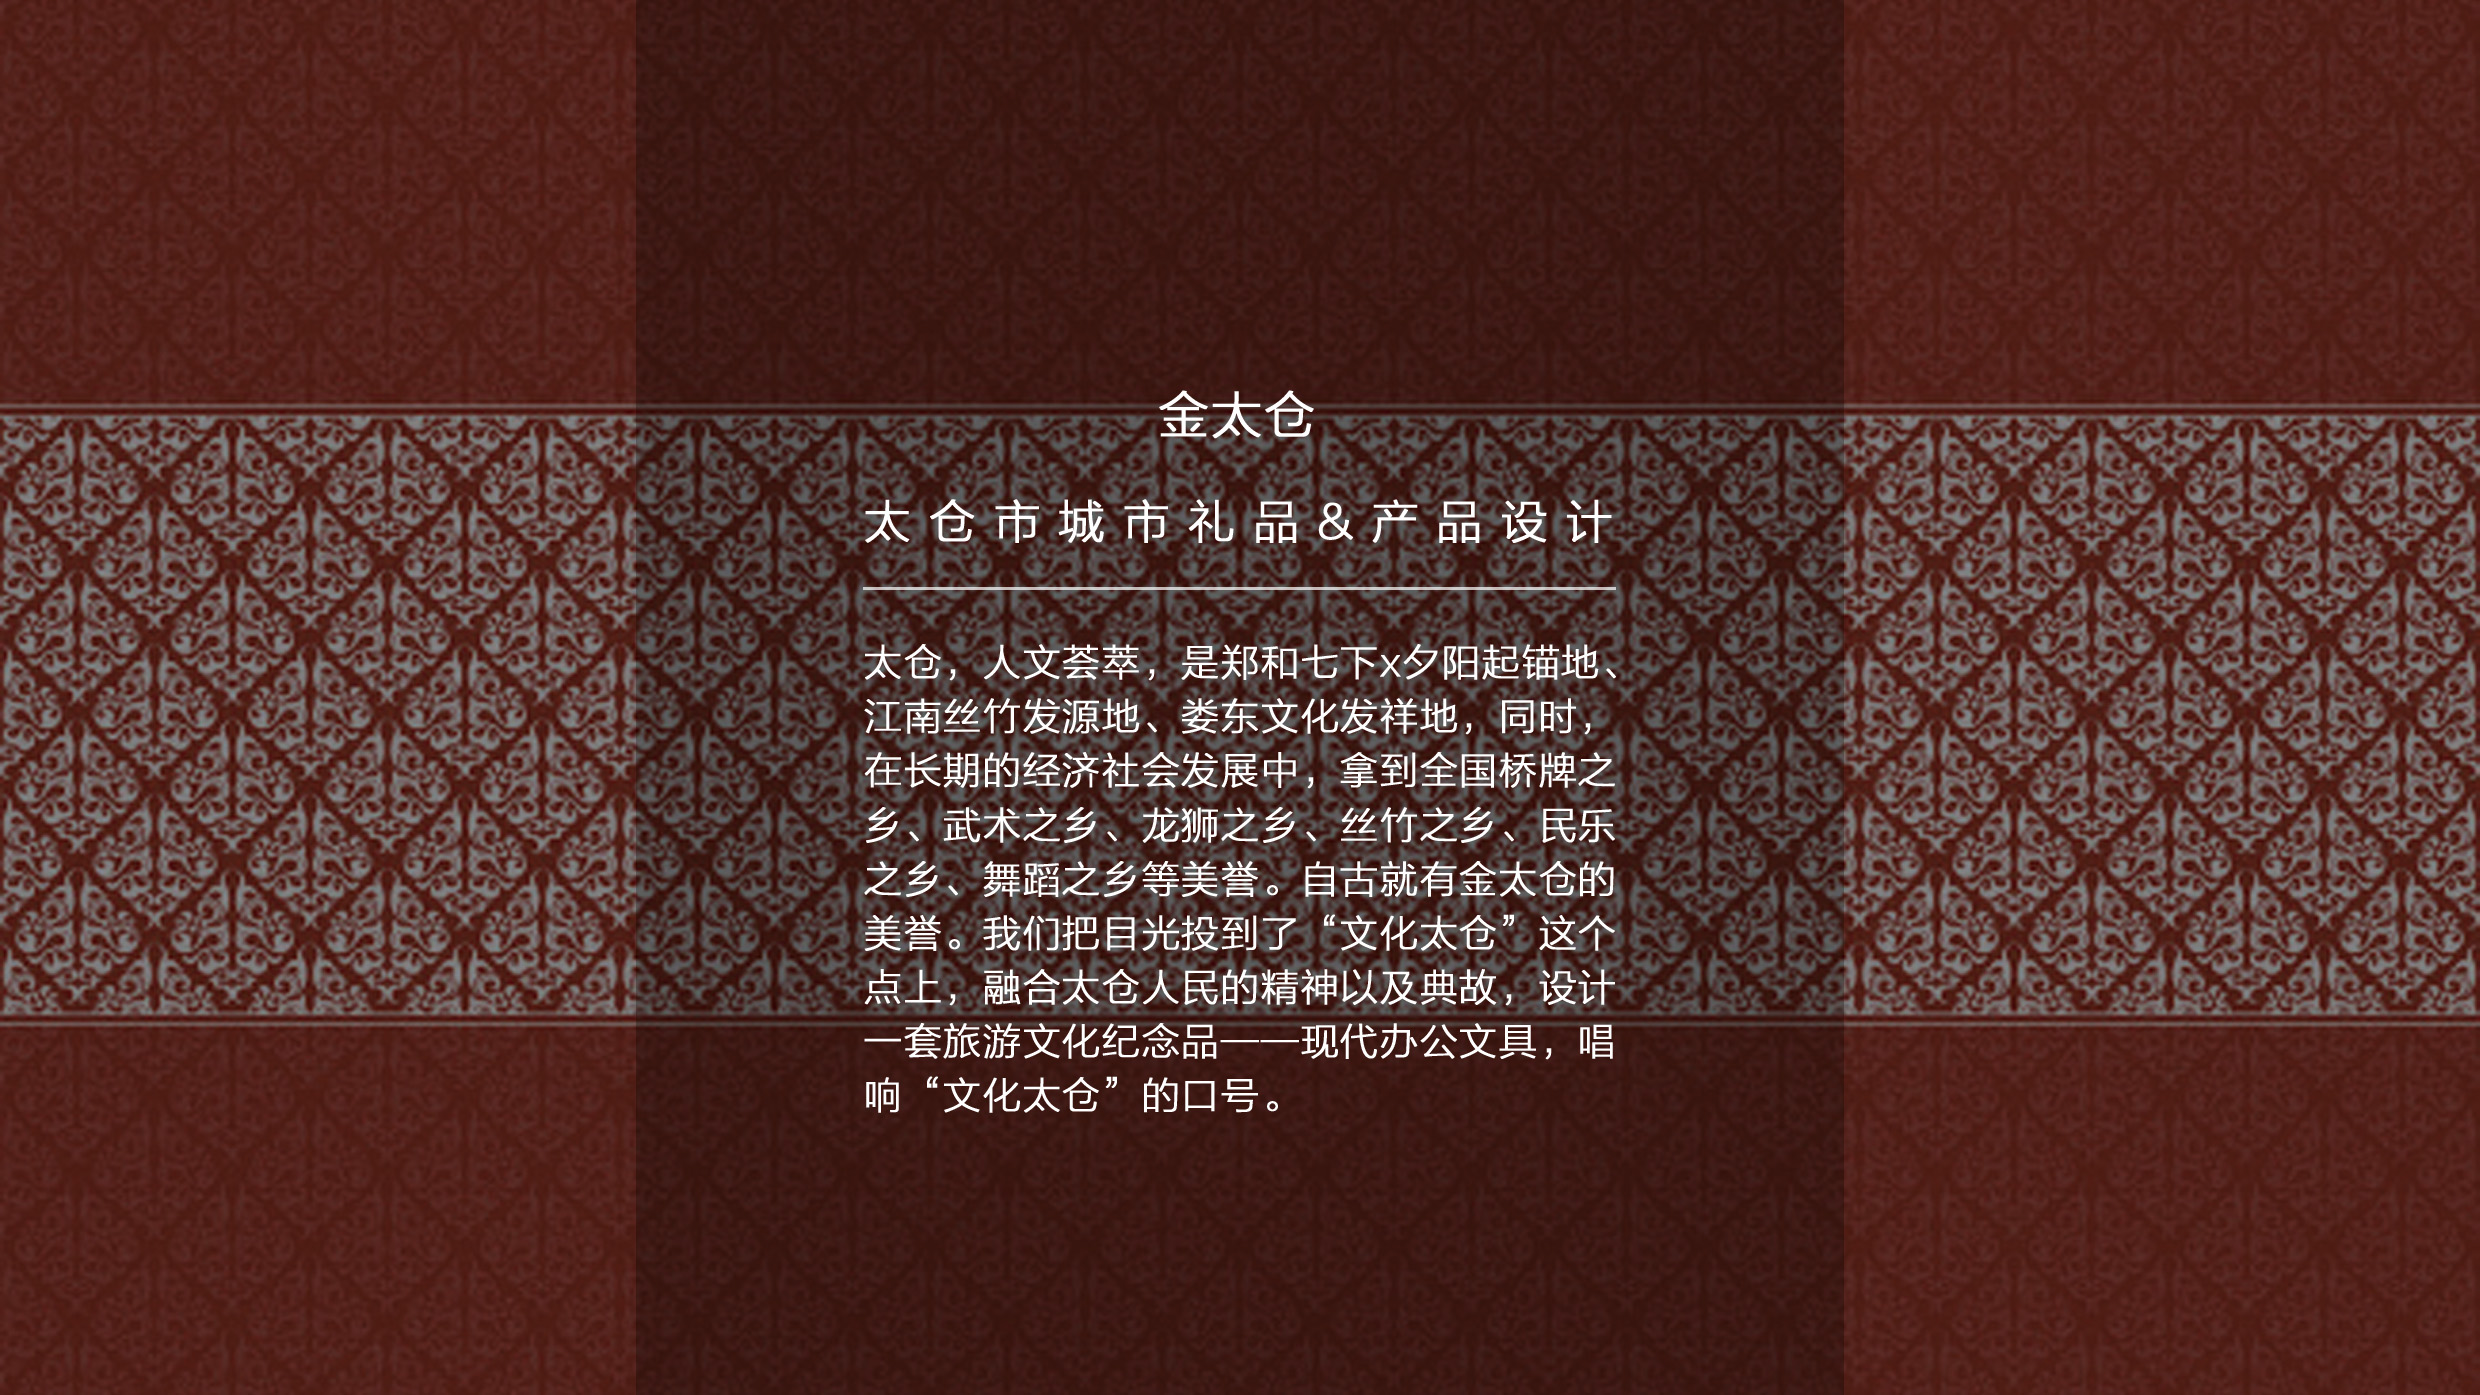 金太仓
太仓市城市礼品&产品设计
太仓，人文荟萃，是郑和七下x夕阳起锚地、
江南丝竹发源地、娄东文化发祥地，同时，
在长期的经济社会发展中，拿到全国桥牌之
乡、武术之乡、龙狮之乡、丝竹之乡、民乐
之乡、舞蹈之乡等美誉。自古就有金太仓的
美誉。我们把目光投到了“文化太仓”这个
点上，融合太仓人民的精神以及典故，设计
一套旅游文化纪念品——现代办公文具，唱
响“文化太仓”的口号。